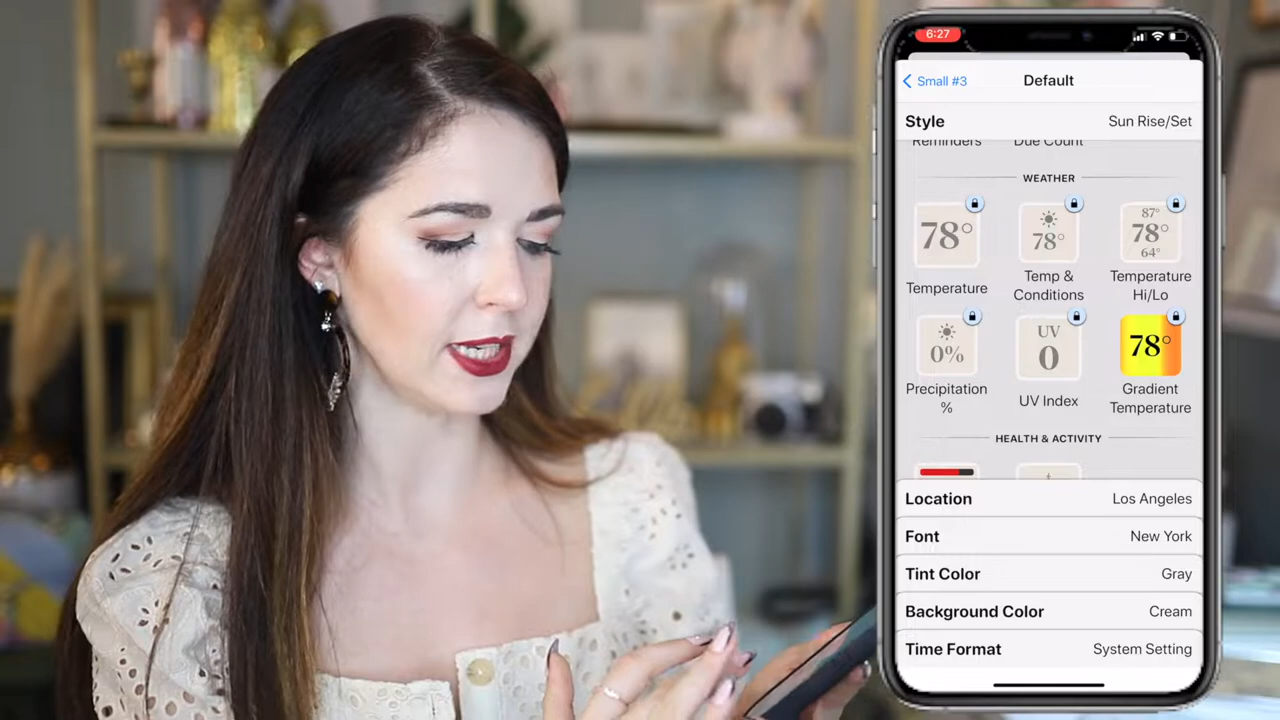 6:27
Small #3
Default
Style
Sun Rise/Set
Reminders
Due Count
WEATHER
78°
78°
87°
78°
64°
Temperature
Temp &
Conditions
Temperature
Hi/Lo
0%
UV
0
78°
Precipitation
%
UV Index
Gradient
Temperature
HEALTH & ACTIVITY
Location
Los Angeles
Font
New York
Tint Color
Gray
Background Color
Cream
Time Format
System Setting